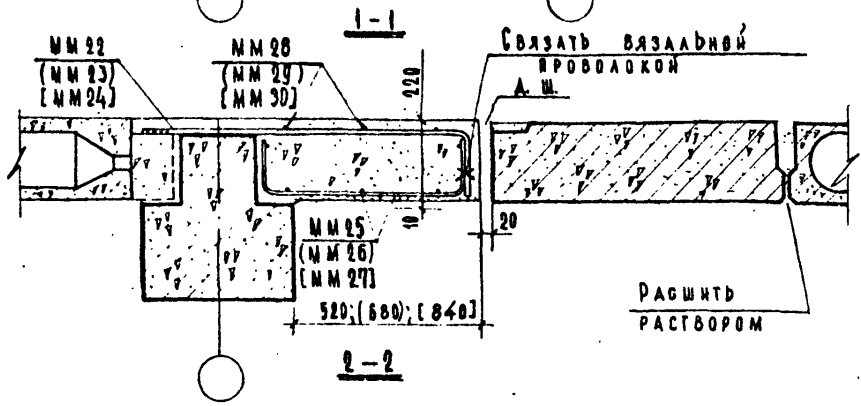 1-1
ММ 22
(ММ 23)
[ММ 24]
ММ 28
(ММ 29)
[ММ 30]
220
СВЯЗАТЬ ВЯЗАЛЬНОЙ
ПРОВОЛОКОЙ
Д. Ш.
10
ММ 25
(ММ 26)
[ММ 27]
20
520; (680); [840]
РАСШИТЬ
РАСТВОРОМ
2-2